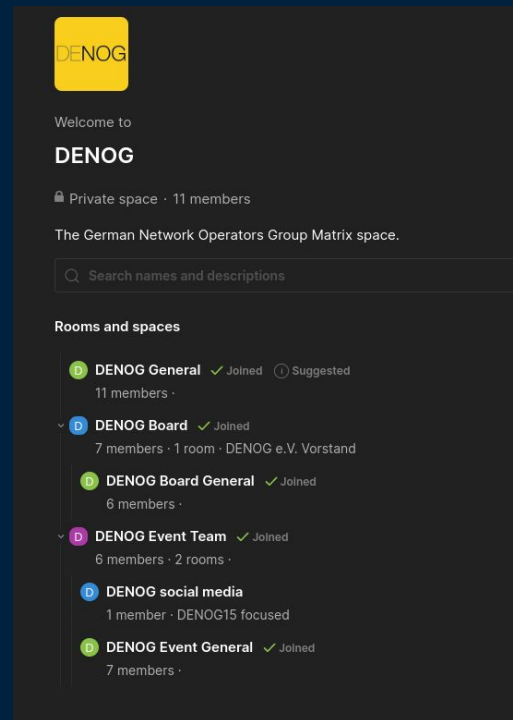 DENOG
Welcome to
DENOG
Private space · 11 members
The German Network Operators Group Matrix space.
Search names and descriptions
Rooms and spaces
D DENOG General Joined Suggested
11 members ·
D DENOG Board Joined
7 members · 1 room · DENOG e.V. Vorstand
D DENOG Board General Joined
6 members ·
D DENOG Event Team Joined
6 members · 2 rooms ·
D DENOG social media
1 member · DENOG15 focused
D DENOG Event General Joined
7 members ·